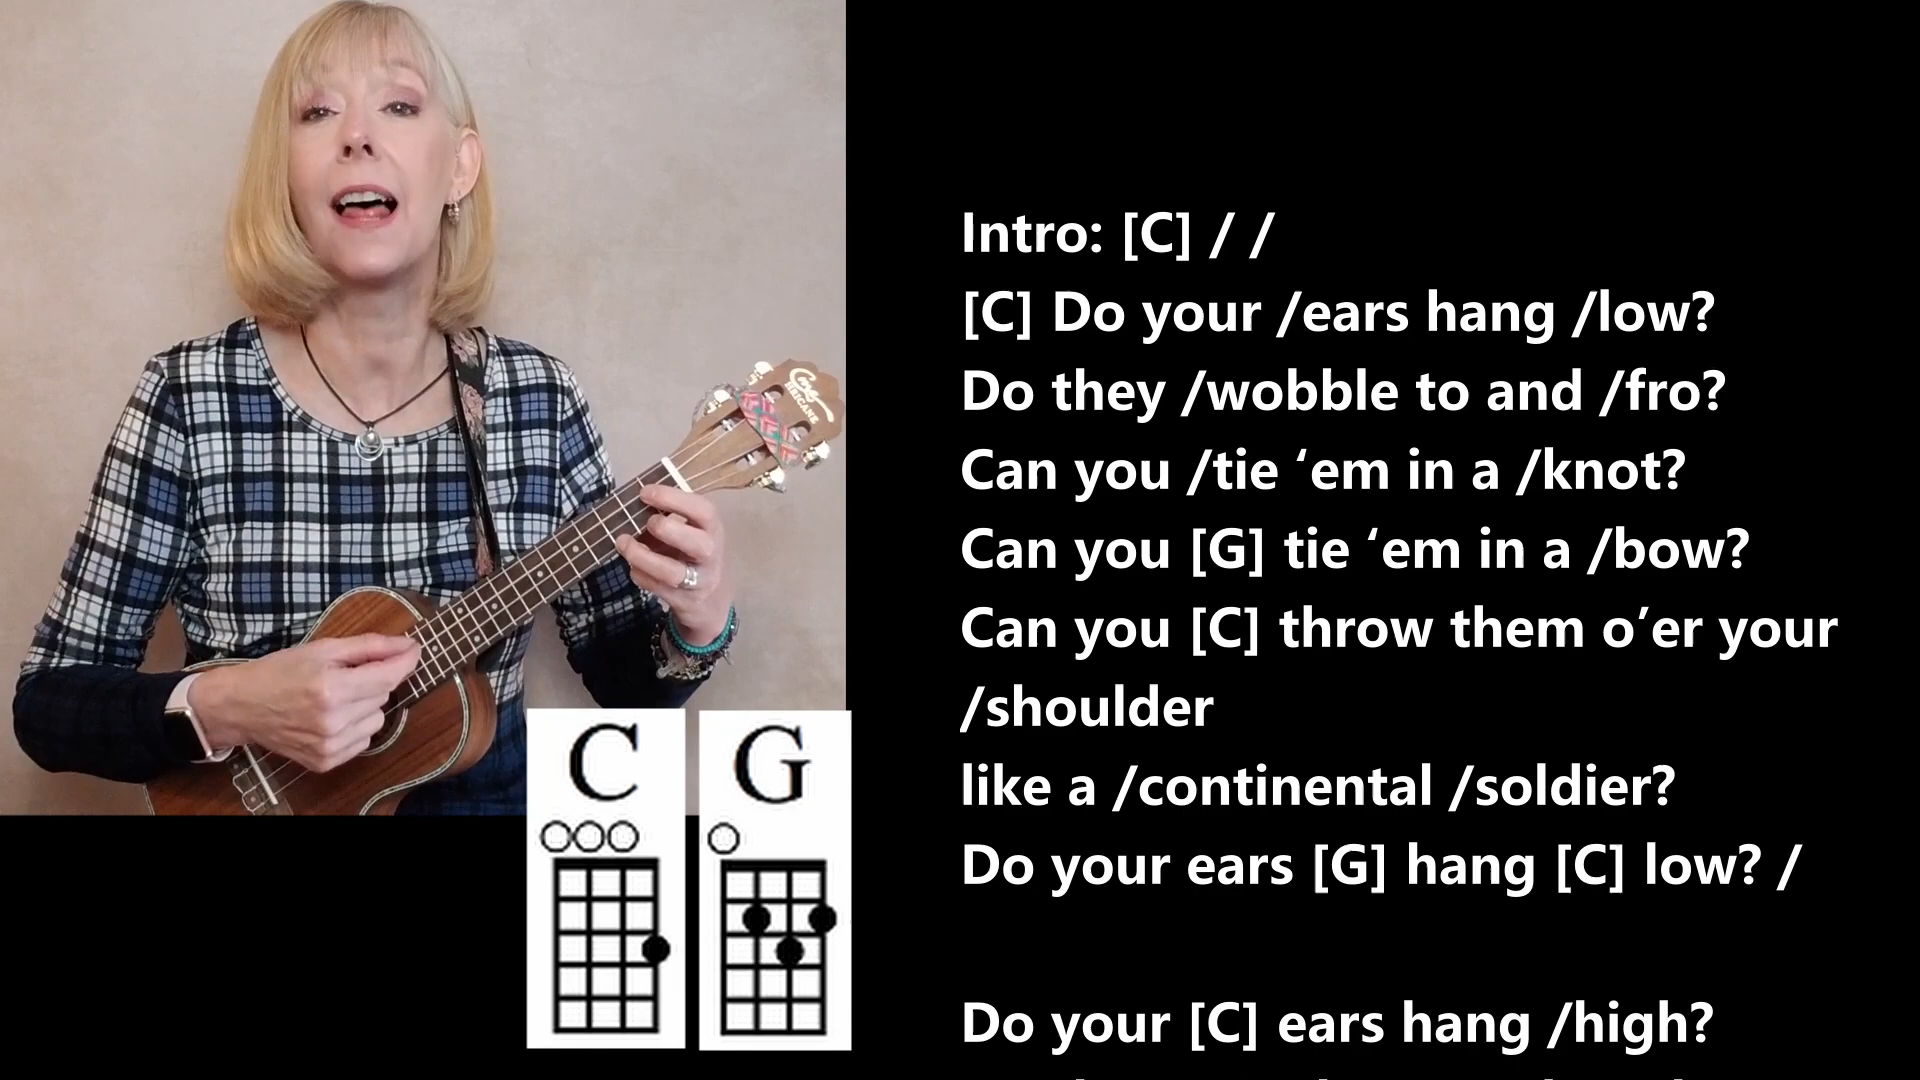 Intro: [C] / /
[C] Do your /ears hang /low?
Do they /wobble to and /fro?
Can you /tie ‘em in a /knot?
Can you [G] tie ‘em in a /bow?
Can you [C] throw them o’er your
/shoulder
like a /continental /soldier?
Do your ears [G] hang [C] low? /
Do your [C] ears hang /high?
C G